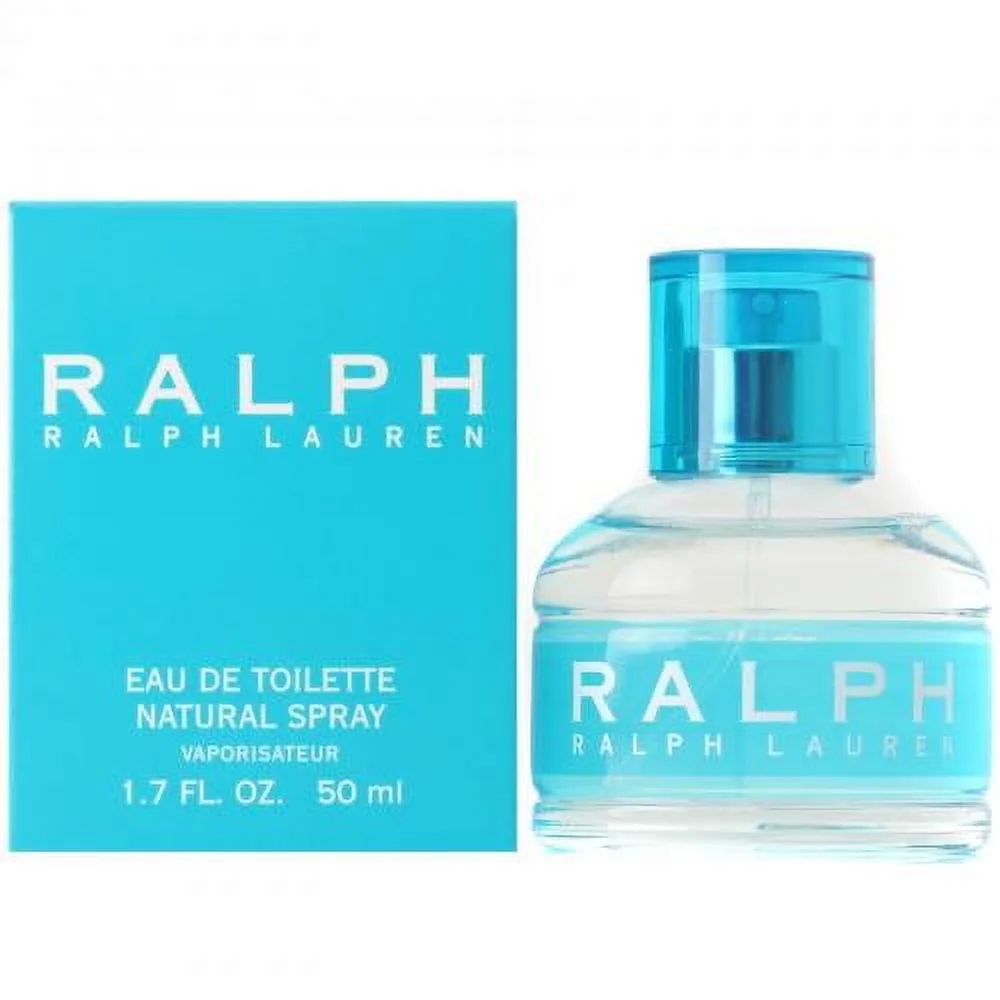 RALPH
RALPH LAUREN
EAU DE TOILETTE
NATURAL SPRAY
VAPORISATEUR
1.7 FL. OZ. 50 ml
RALPH
RALPH LAUREN